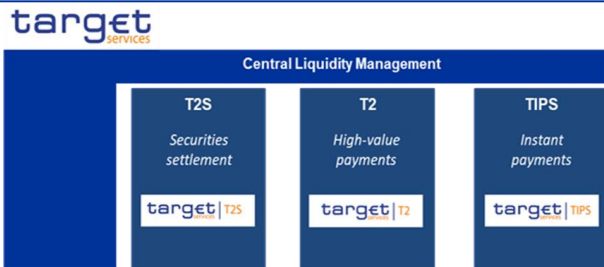 target
services
Central Liquidity Management
T2S
Securities
settlement
target | T2S
services
T2
High-value
payments
target | T2
services
TIPS
Instant
payments
target | TIPS
services